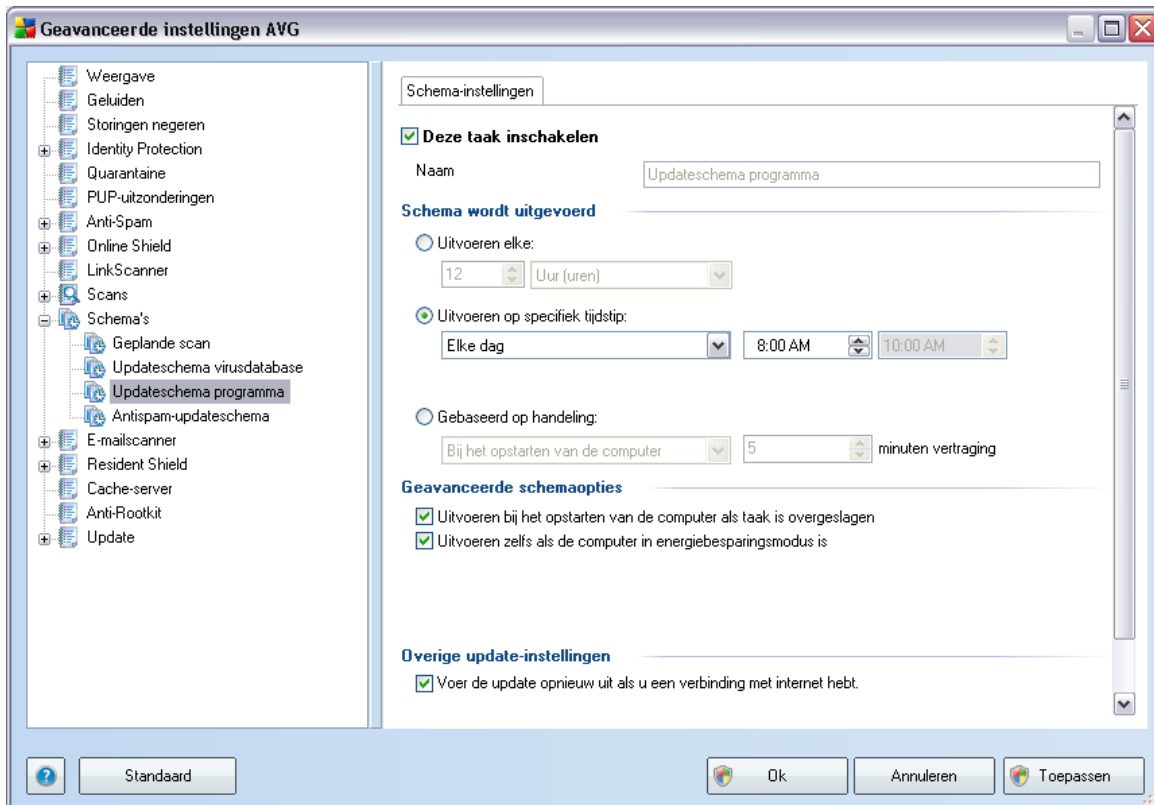 Geavanceerde instellingen AVG
Weergave
Geluiden
Storingen negeren
Identity Protection
Quarantaine
PUP-uitzonderingen
Anti-Spam
Online Shield
LinkScanner
Scans
Schema's
Geplande scan
Updateschema virusdatabase
Updateschema programma
Antispam-updateschema
E-mailscanner
Resident Shield
Cache-server
Anti-Rootkit
Update
Schema-instellingen
Deze taak inschakelen
Naam Updateschema programma
Schema wordt uitgevoerd
Uitvoeren elke:
12 Uur (uren)
Uitvoeren op specifiek tijdstip:
Elke dag 8:00 AM 10:00 AM
Gebaseerd op handeling:
Bij het opstarten van de computer 5 minuten vertraging
Geavanceerde schemaopties
Uitvoeren bij het opstarten van de computer als taak is overgeslagen
Uitvoeren zelfs als de computer in energiebesparingsmodus is
Overige update-instellingen
Voer de update opnieuw uit als u een verbinding met internet hebt.
Standaard Ok Annuleren Toepassen